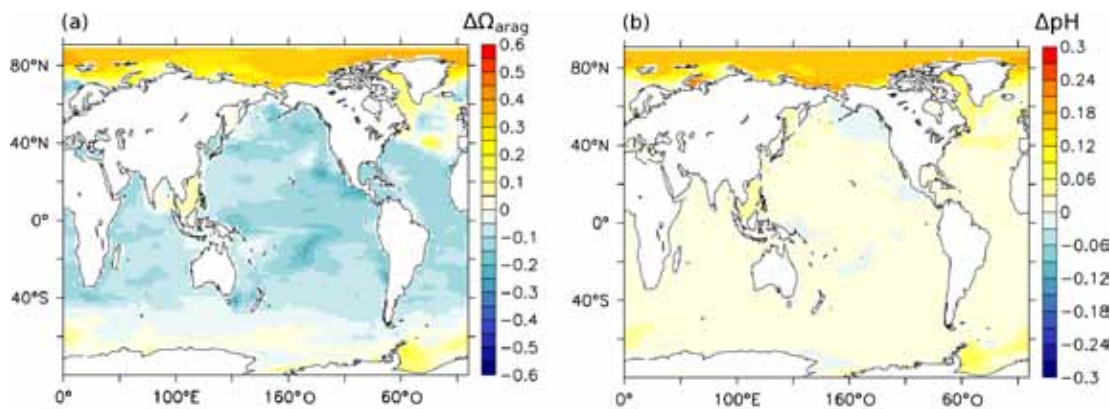 (a) ΔΩarag
80°N
40°N
0°
40°S
0° 100°E 160°O 60°O
0.6
0.5
0.4
0.3
0.2
0.1
0
−0.1
−0.2
−0.3
−0.4
−0.5
−0.6
(b) ΔpH
80°N
40°N
0°
40°S
0° 100°E 160°O 60°O
0.3
0.24
0.18
0.12
0.06
0
−0.06
−0.12
−0.18
−0.24
−0.3